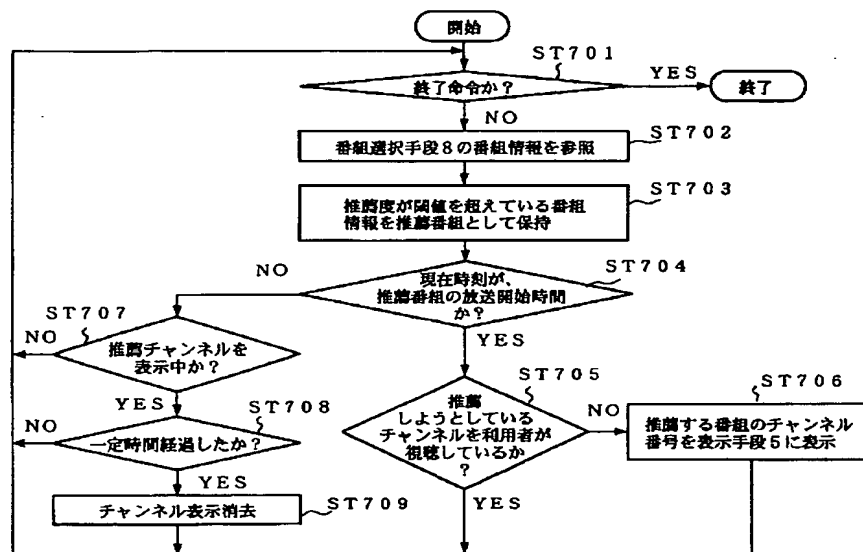 開始
ST701
終了命令か?
YES
終了
NO
ST702
番組選択手段8の番組情報を参照
ST703
推薦度が閾値を超えている番組
情報を推薦番組として保持
NO
ST704
現在時刻が、
推薦番組の放送開始時間
か?
YES
ST707
NO
推薦チャンネルを
表示中か?
YES
ST708
NO
一定時間経過したか?
YES
チャンネル表示消去
ST709
ST705
推薦
しようとしている
チャンネルを利用者が
視聴しているか
?
NO
YES
ST706
推薦する番組のチャンネル
番号を表示手段5に表示